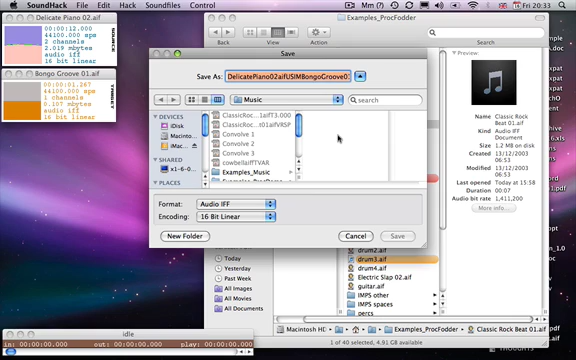 SoundHack File Edit Hack Soundfiles Control
Fri 20:33
Delicate Piano 02.aif
00:00:12.000
44100.000 sps
2 channels
2.019 mbytes
audio iff
16 bit linear
SOURCE
Bongo Groove 01.aif
00:00:01.267
44100.000 sps
1 channels
0.107 mbytes
audio iff
16 bit linear
TARGET
Examples_ProcFodder
Save
Save As: DelicatePiano02aifUSIMBongoGroove01
Music
search
DEVICES
iDisk
Macinto...
iMac...
SHARED
x1-6-0
PLACES
ClassicRoc...1aifT3.000
ClassicRoc...t01aifVRSP
Convolve 1
Convolve 2
Convolve 3
cowbellaifTVAR
Examples_Music
Format: Audio IFF
Encoding: 16 Bit Linear
New Folder
Cancel
Save
Preview:
Name Classic Rock
Beat 01.aif
Kind Audio IFF
Document
Size 1.2 MB on disk
Created 13/12/2003
06:53
Modified 13/12/2003
06:53
Last opened Today at 15:58
Duration 00:07
Audio bit rate 1,411,200
More info...
Today
Yesterday
Past Week
All Images
All Movies
All Documents
drum2.aif
drum3.aif
drum4.aif
Electric Slap 02.aif
guitar.aif
IMPS other
IMPS spaces
percs
Macintosh HD
Examples_ProcFodder
Classic Rock Beat 01.aif
1 of 40 selected, 4.91 GB available
idle
in: 00:00:00.000 out: 00:00:00.000 play: 00:00:00.000